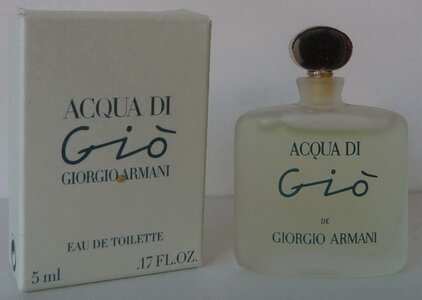 ACQUA DI
Giò
GIORGIO ARMANI
EAU DE TOILETTE
5 ml .17 FL.OZ.
ACQUA DI
Giò
DE
GIORGIO ARMANI